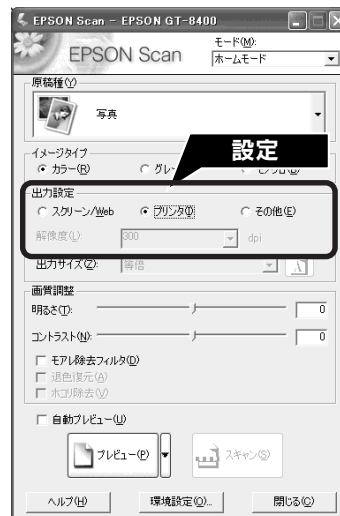 EPSON Scan - EPSON GT-8400
EPSON Scan
モード(M):
ホームモード
原稿種(Y)
写真
設定
イメージタイプ
カラー(R)
出力設定
スクリーン/Web プリンタ(I) その他(E)
解像度(L): 300 dpi
出力サイズ(Z): 等倍
画質調整
明るさ(T): 0
コントラスト(N): 0
モアレ除去フィルタ(D)
退色復元(A)
ホコリ除去(V)
自動プレビュー(U)
プレビュー(P) スキャン(S)
ヘルプ(H) 環境設定(O)... 閉じる(C)